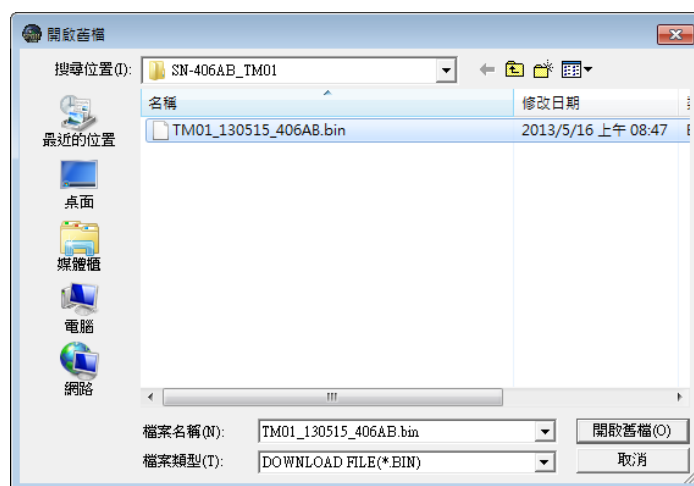 開啟舊檔
搜尋位置(I): SN-406AB_TM01
名稱 修改日期
TM01_130515_406AB.bin 2013/5/16 上午 08:47
最近的位置
桌面
媒體櫃
電腦
網路
檔案名稱(N): TM01_130515_406AB.bin 開啟舊檔(O)
檔案類型(T): DOWNLOAD FILE(*.BIN) 取消